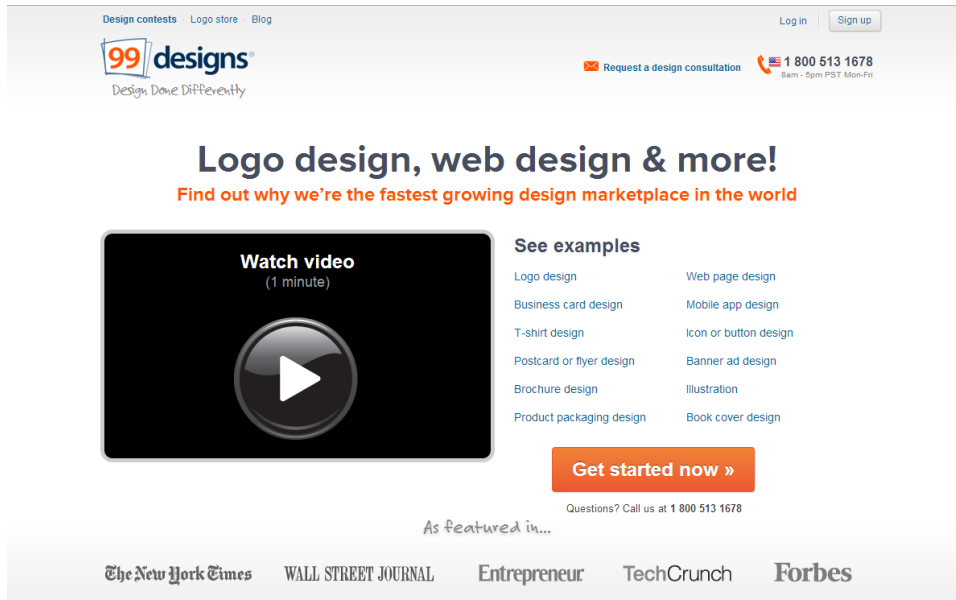 Design contests Logo store Blog
Log in Sign up
99designs®
Design Done Differently
Request a design consultation
1 800 513 1678
8am - 5pm PST Mon-Fri
Logo design, web design & more!
Find out why we're the fastest growing design marketplace in the world
Watch video
(1 minute)
See examples
Logo design Web page design
Business card design Mobile app design
T-shirt design Icon or button design
Postcard or flyer design Banner ad design
Brochure design Illustration
Product packaging design Book cover design
Get started now »
Questions? Call us at 1 800 513 1678
As featured in...
The New York Times WALL STREET JOURNAL Entrepreneur TechCrunch Forbes